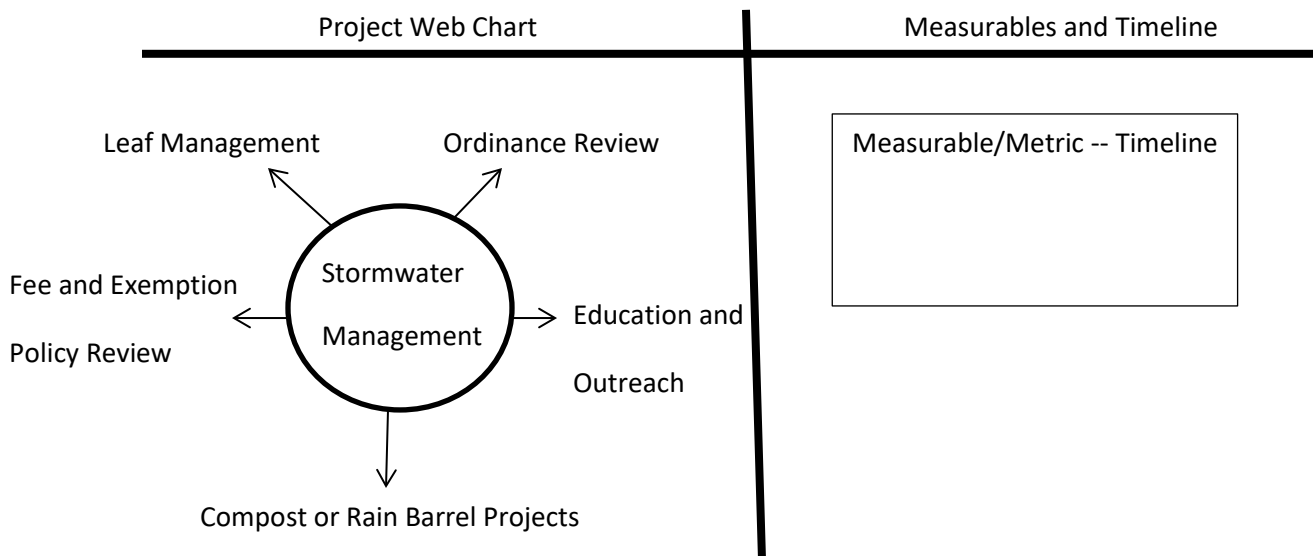 Project Web Chart
Measurables and Timeline
Leaf Management
Ordinance Review
Measurable/Metric -- Timeline
Stormwater
Management
Fee and Exemption
Policy Review
Education and
Outreach
Compost or Rain Barrel Projects